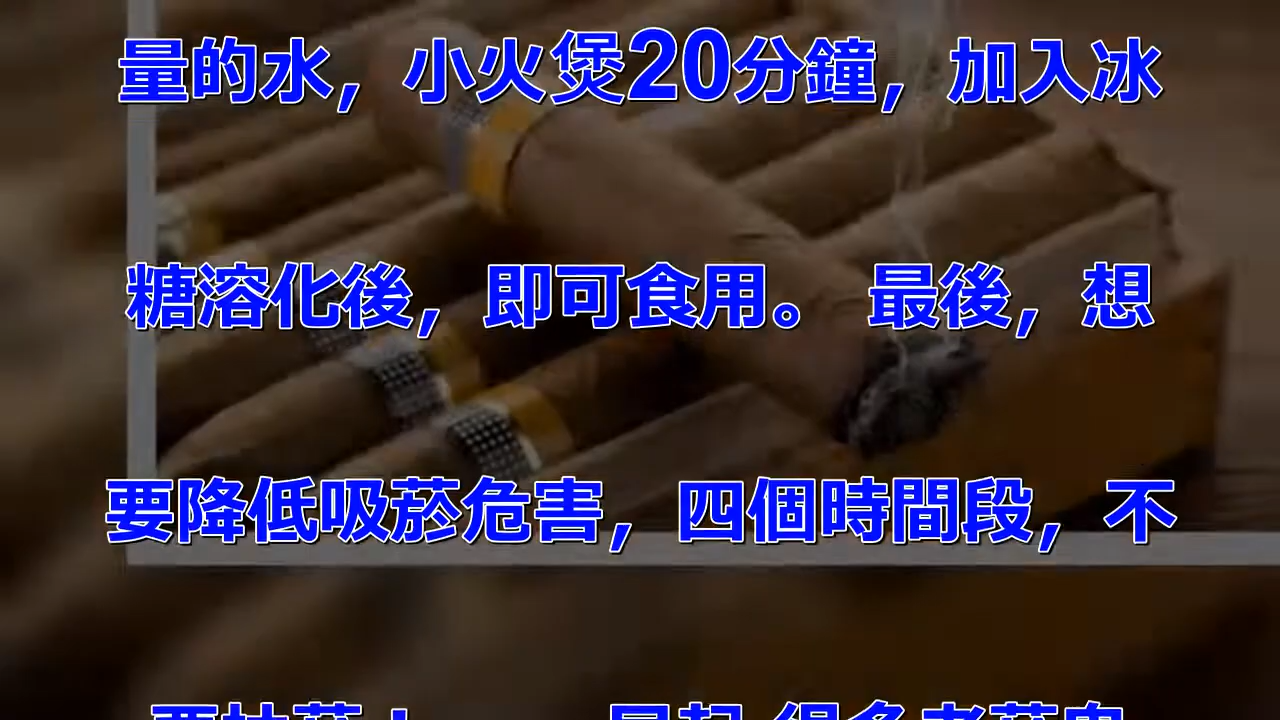 量的水，小火煲20分鐘，加入冰
糖溶化後，即可食用。 最後，想
要降低吸菸危害，四個時間段，不